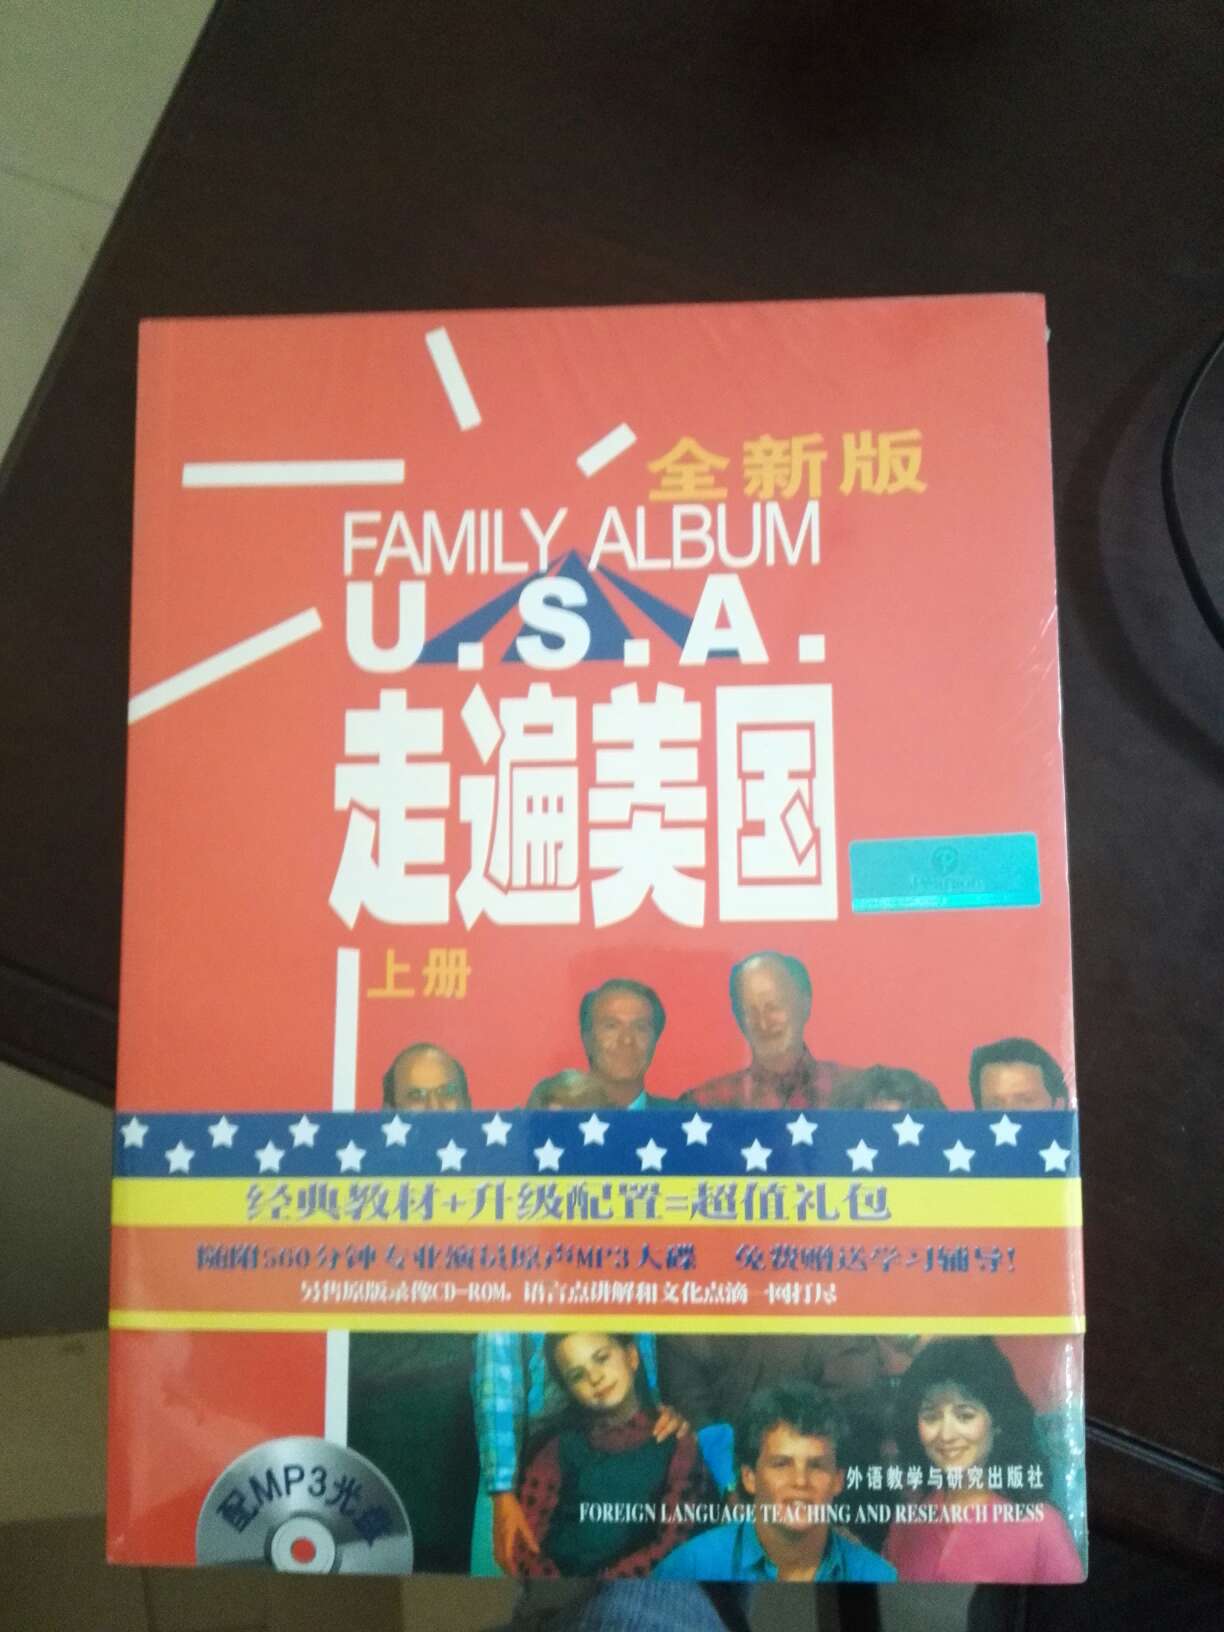 全新版
FAMILY ALBUM
U.S.A.
走遍美国
Pearson
上册
经典教材+升级配置=超值礼包
随附560分钟专业演员原声MP3大碟 免费赠送学习辅导!
另售原版录像CD-ROM，语言点讲解和文化点滴一网打尽
配MP3光盘
外语教学与研究出版社
FOREIGN LANGUAGE TEACHING AND RESEARCH PRESS